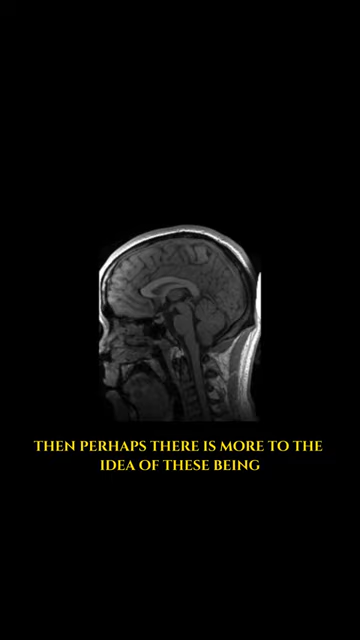 THEN PERHAPS THERE IS MORE TO THE
IDEA OF THESE BEING